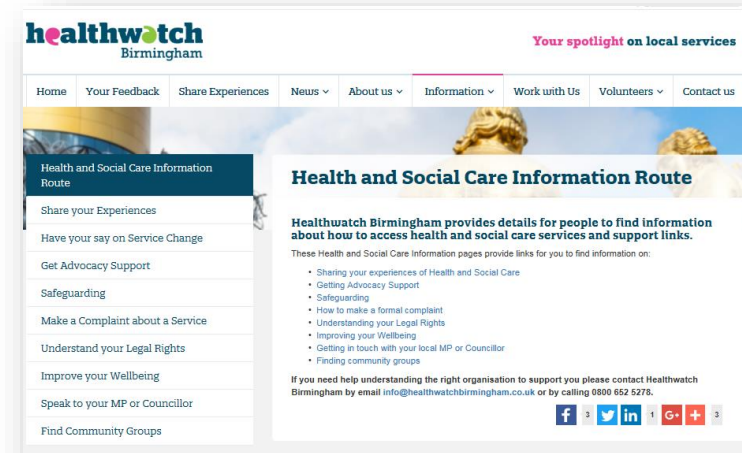 healthwatch
Birmingham
Your spotlight on local services
Home Your Feedback Share Experiences News About us Information Work with Us Volunteers Contact us
Health and Social Care Information
Route
Share your Experiences
Have your say on Service Change
Get Advocacy Support
Safeguarding
Make a Complaint about a Service
Understand your Legal Rights
Improve your Wellbeing
Speak to your MP or Councillor
Find Community Groups
Health and Social Care Information Route
Healthwatch Birmingham provides details for people to find information
about how to access health and social care services and support links.
These Health and Social Care Information pages provide links for you to find information on:
• Sharing your experiences of Health and Social Care
• Getting Advocacy Support
• Safeguarding
• How to make a formal complaint
• Understanding your Legal Rights
• Improving your Wellbeing
• Getting in touch with your local MP or Councillor
• Finding community groups
If you need help understanding the right organisation to support you please contact Healthwatch
Birmingham by email info@healthwatchbirmingham.co.uk or by calling 0800 652 5278.
f 3 in 1 G+ + 3